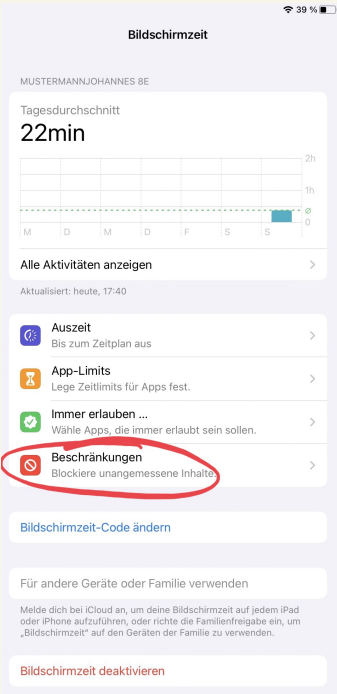 39 %
Bildschirmzeit
MUSTERMANNJOHANNES 8E
Tagesdurchschnitt
22min
2h
1h
ø
0
M D M D F S S
Alle Aktivitäten anzeigen
Aktualisiert: heute, 17:40
Auszeit
Bis zum Zeitplan aus
App-Limits
Lege Zeitlimits für Apps fest.
Immer erlauben ...
Wähle Apps, die immer erlaubt sein sollen.
Beschränkungen
Blockiere unangemessene Inhalte.
Bildschirmzeit-Code ändern
Für andere Geräte oder Familie verwenden
Melde dich bei iCloud an, um deine Bildschirmzeit auf jedem iPad
oder iPhone aufzuführen, oder richte die Familienfreigabe ein, um
„Bildschirmzeit“ auf den Geräten der Familie zu verwenden.
Bildschirmzeit deaktivieren